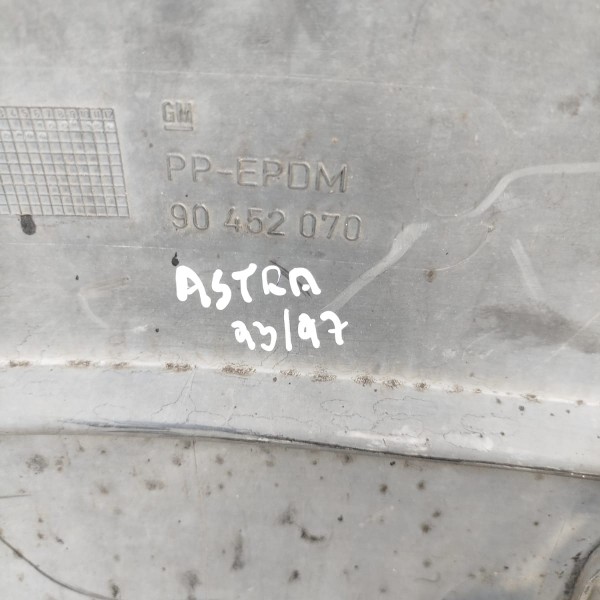 GM
PP-EPDM
90 452 070
ASTRA
93/97